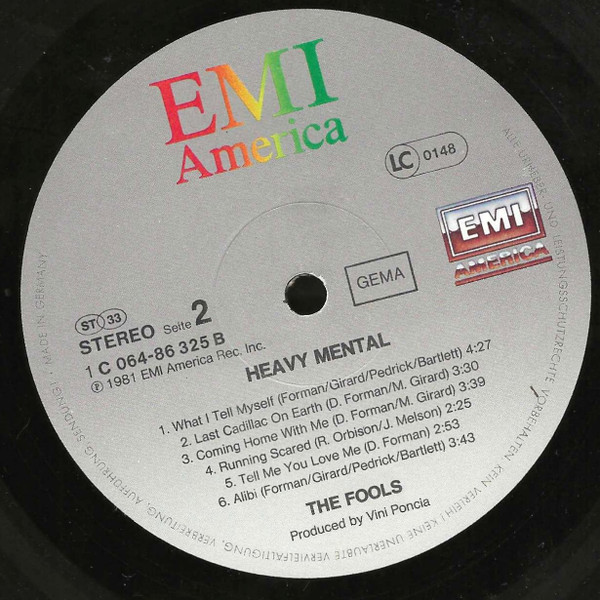 EMI
America
LC 0148
EMI
AMERICA
GEMA
ST 33
STEREO Seite 2
1 C 064-86 325 B
℗ 1981 EMI America Rec. Inc.
HEAVY MENTAL
1. What I Tell Myself (Forman/Girard/Pedrick/Bartlett) 4:27
2. Last Cadillac On Earth (D. Forman/M. Girard) 3:30
3. Coming Home With Me (D. Forman/M. Girard) 3:39
4. Running Scared (R. Orbison/J. Melson) 2:25
5. Tell Me You Love Me (D. Forman) 2:53
6. Alibi (Forman/Girard/Pedrick/Bartlett) 3:43
THE FOOLS
Produced by Vini Poncia
ALLE URHEBER- UND LEISTUNGSSCHUTZRECHTE VORBEHALTEN KEIN VERLEIH! KEINE UNERLAUBTE VERVIELFÄLTIGUNG, VERMIETUNG, AUFFÜHRUNG, SENDUNG! / MADE IN GERMANY